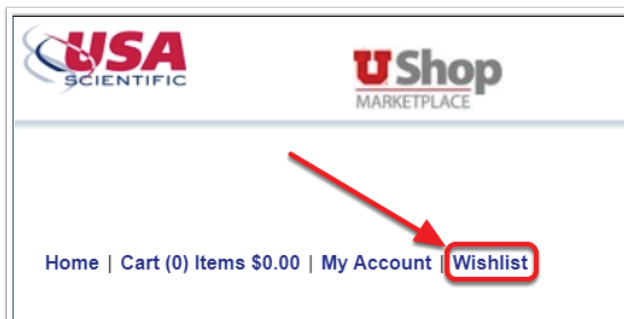 USA
SCIENTIFIC
U Shop
MARKETPLACE
Home | Cart (0) Items $0.00 | My Account | Wishlist